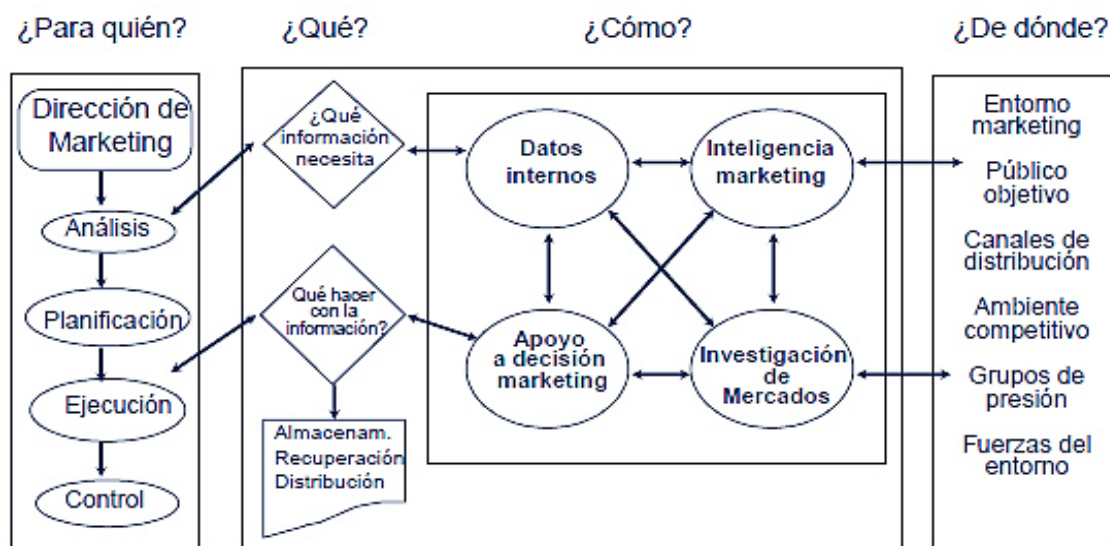 ¿Para quién?
¿Qué?
¿Cómo?
¿De dónde?
Dirección de
Marketing
Análisis
Planificación
Ejecución
Control
¿Qué
información
necesita
Qué hacer
con la
información?
Almacenam.
Recuperación
Distribución
Datos
internos
Inteligencia
marketing
Apoyo
a decisión
marketing
Investigación
de
Mercados
Entorno
marketing
Público
objetivo
Canales de
distribución
Ambiente
competitivo
Grupos de
presión
Fuerzas del
entorno